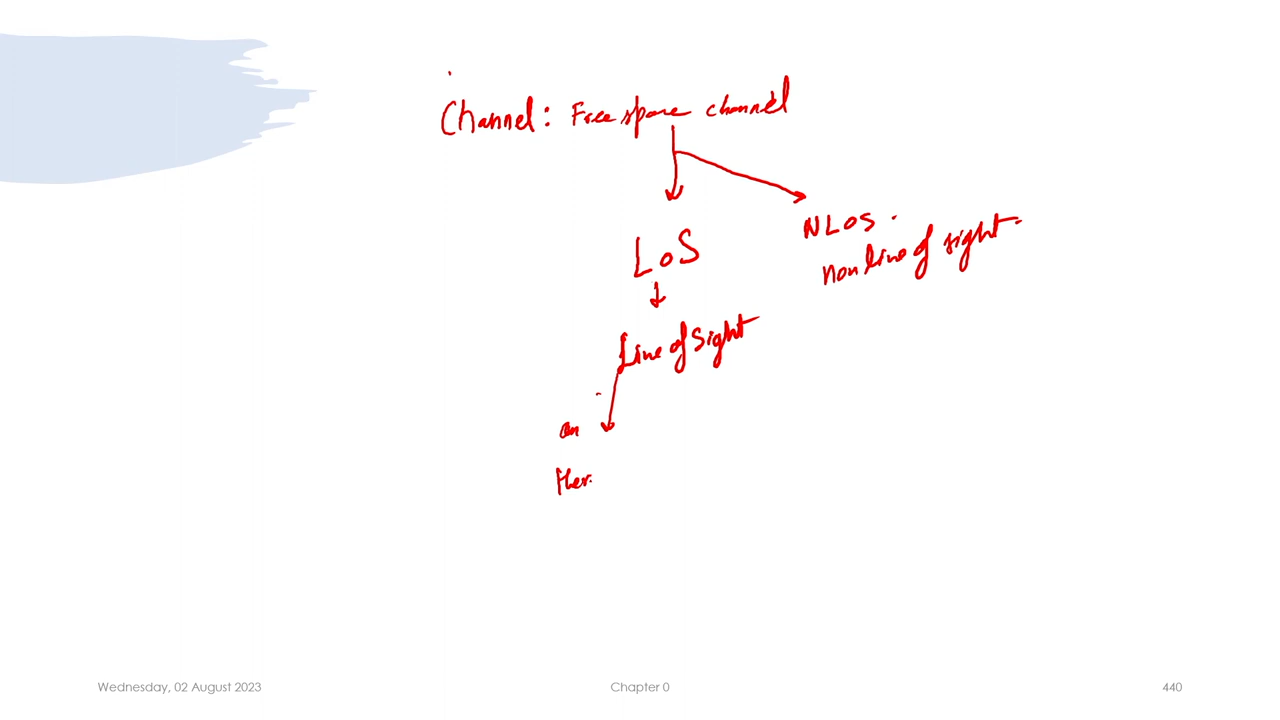 Channel: Free space channel
LoS
NLOS.
Non line of sight.
Line of Sight
an
Wednesday, 02 August 2023
Chapter 0
440